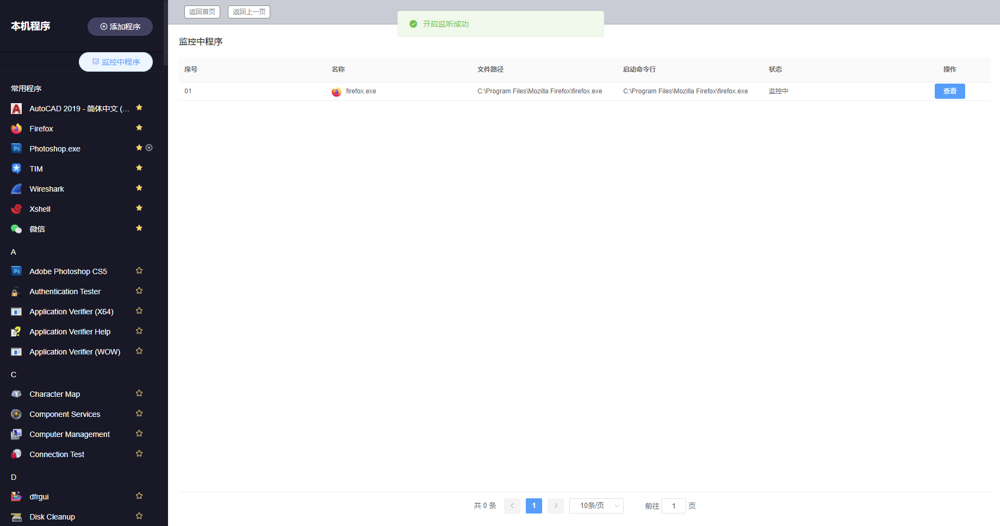 本机程序
添加程序
监控中程序
常用程序
AutoCAD 2019 - 简体中文 (...
Firefox
Photoshop.exe
TIM
Wireshark
Xshell
微信
A
Adobe Photoshop CS5
Authentication Tester
Application Verifier (X64)
Application Verifier Help
Application Verifier (WOW)
C
Character Map
Component Services
Computer Management
Connection Test
D
dfrgui
Disk Cleanup
返回首页 返回上一页
开启监听成功
监控中程序
序号 名称 文件路径 启动命令行 状态 操作
01 firefox.exe C:\Program Files\Mozilla Firefox\firefox.exe C:\Program Files\Mozilla Firefox\firefox.exe 监控中 查看
共 0 条 1 10条/页 前往 1 页